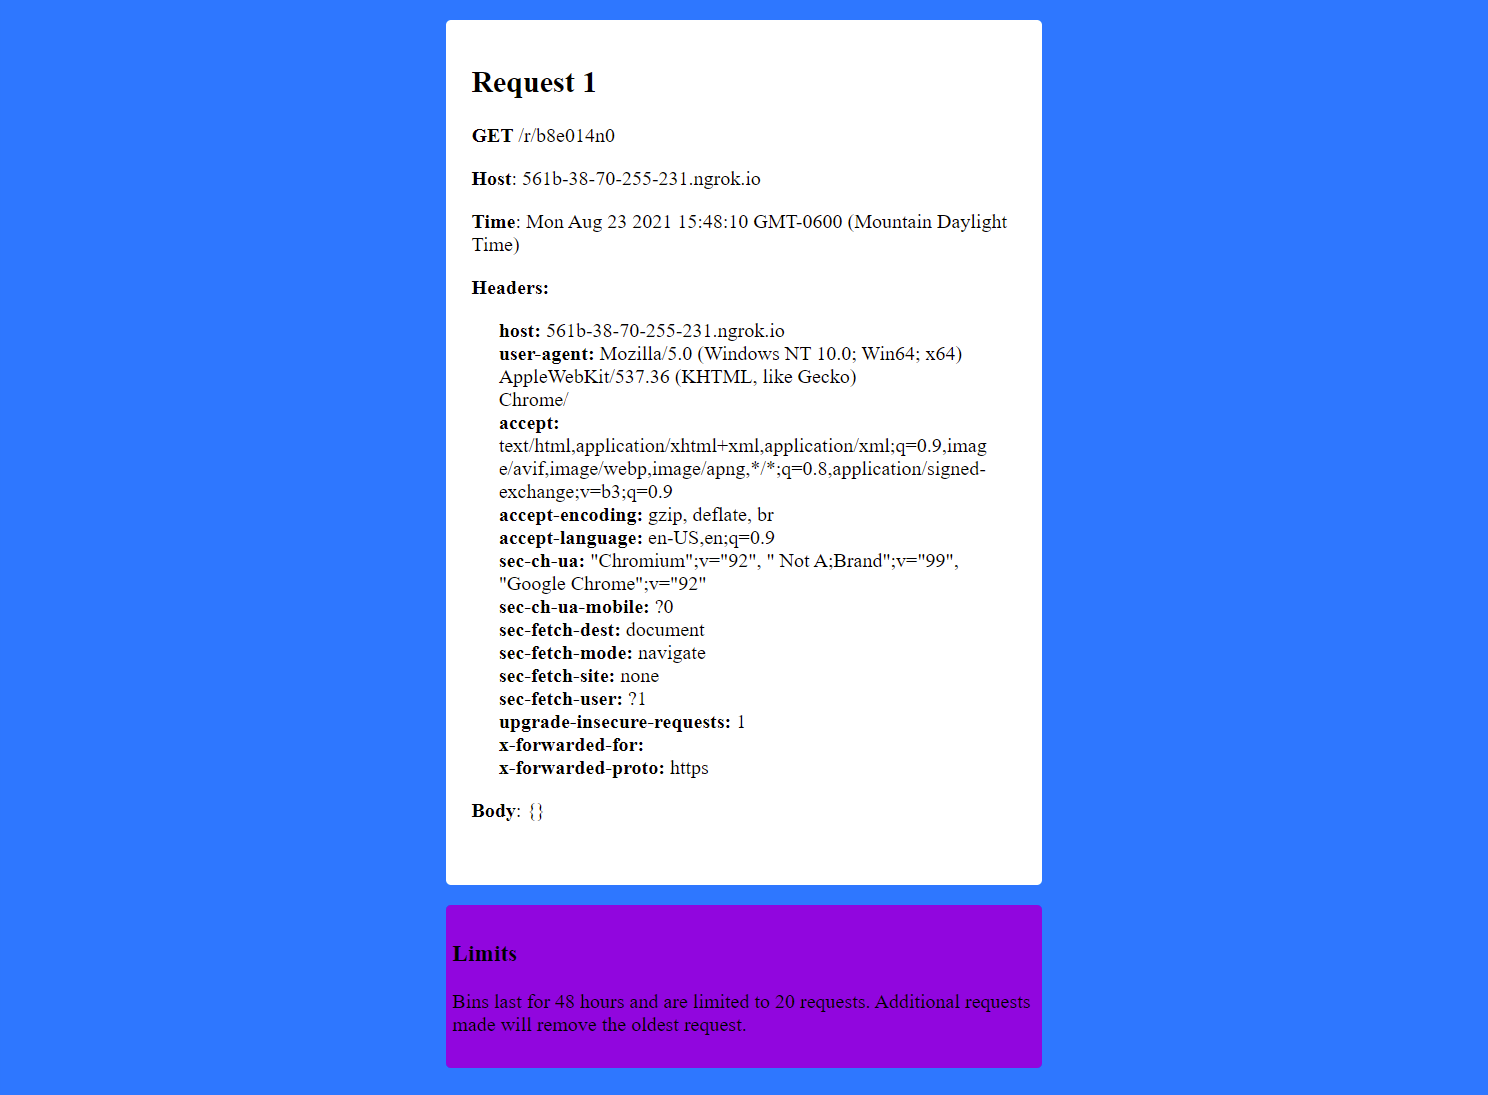 Request 1
GET /r/b8e014n0
Host: 561b-38-70-255-231.ngrok.io
Time: Mon Aug 23 2021 15:48:10 GMT-0600 (Mountain Daylight
Time)
Headers:
host: 561b-38-70-255-231.ngrok.io
user-agent: Mozilla/5.0 (Windows NT 10.0; Win64; x64)
AppleWebKit/537.36 (KHTML, like Gecko)
Chrome/
accept:
text/html,application/xhtml+xml,application/xml;q=0.9,imag
e/avif,image/webp,image/apng,*/*;q=0.8,application/signed-
exchange;v=b3;q=0.9
accept-encoding: gzip, deflate, br
accept-language: en-US,en;q=0.9
sec-ch-ua: "Chromium";v="92", " Not A;Brand";v="99",
"Google Chrome";v="92"
sec-ch-ua-mobile: ?0
sec-fetch-dest: document
sec-fetch-mode: navigate
sec-fetch-site: none
sec-fetch-user: ?1
upgrade-insecure-requests: 1
x-forwarded-for:
x-forwarded-proto: https
Body: {}
Limits
Bins last for 48 hours and are limited to 20 requests. Additional requests
made will remove the oldest request.